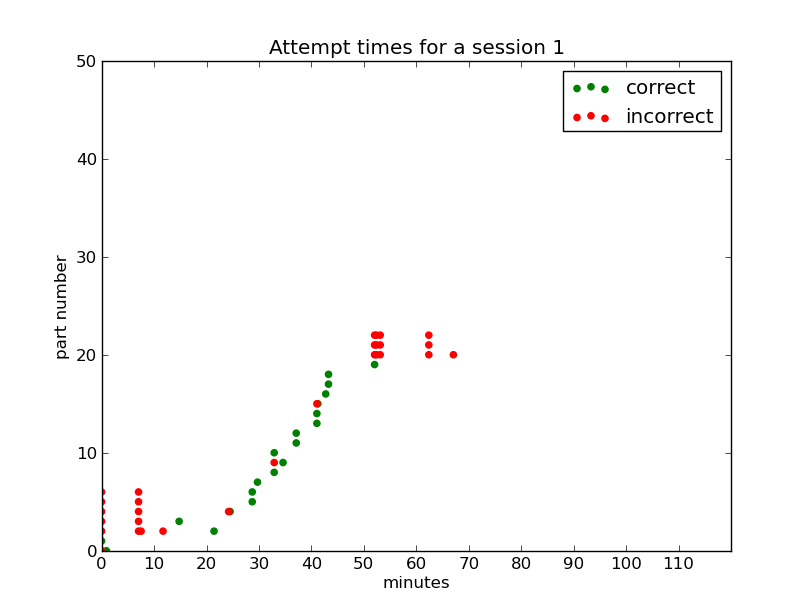 Attempt times for a session 1
correct
incorrect
50
40
30
20
10
0
part number
0 10 20 30 40 50 60 70 80 90 100 110
minutes